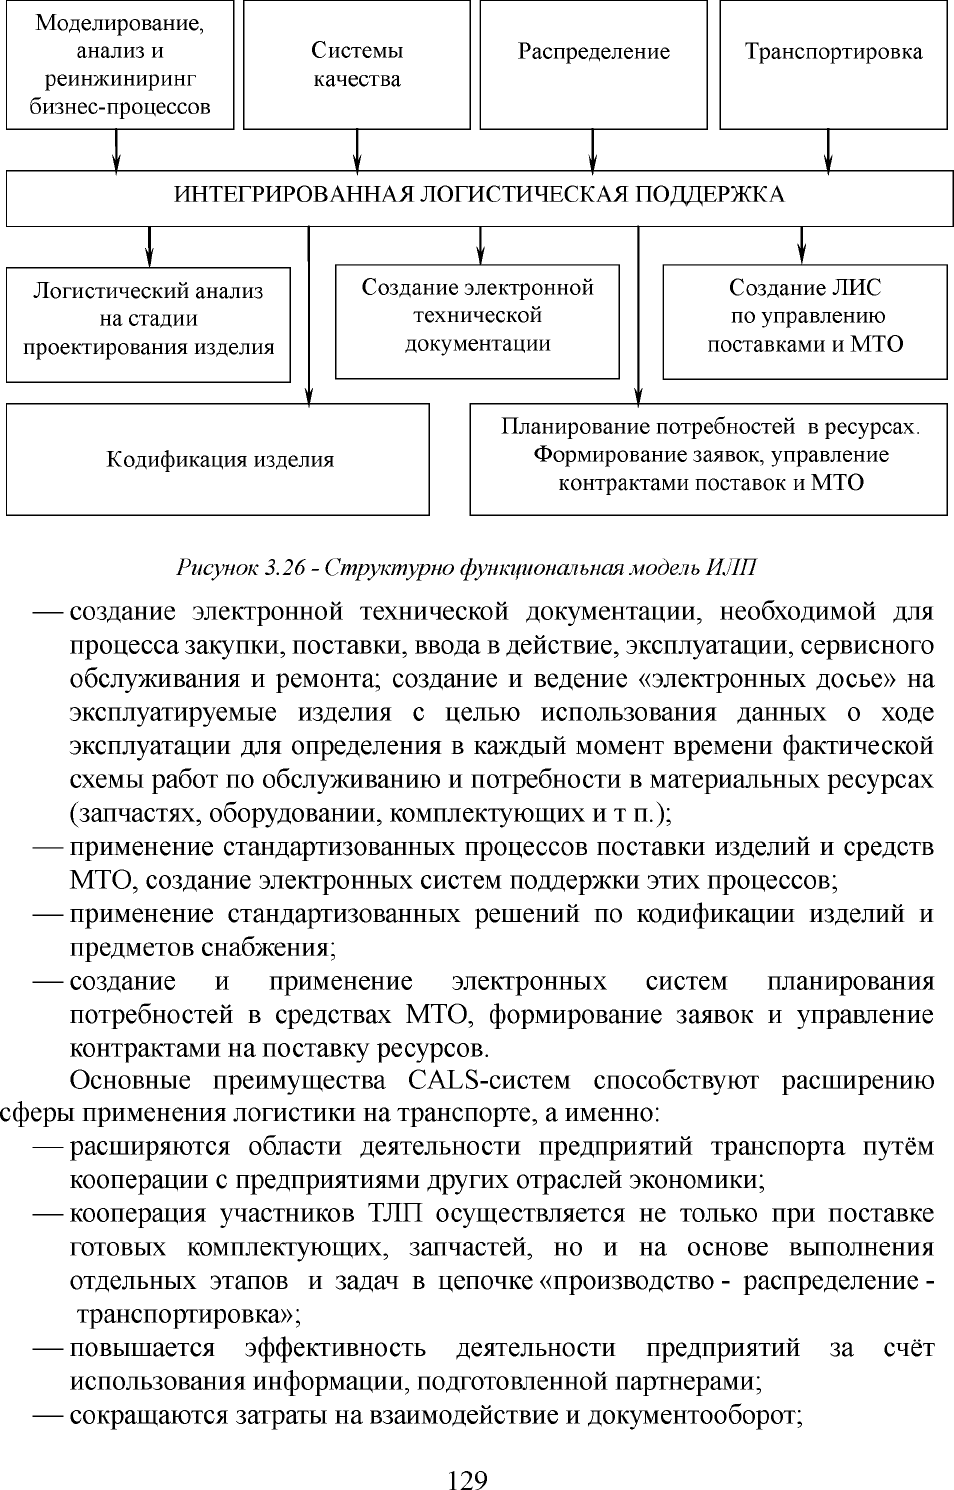 Моделирование,
анализ и
реинжиниринг
бизнес-процессов
Системы
качества
Распределение
Транспортировка
ИНТЕГРИРОВАННАЯ ЛОГИСТИЧЕСКАЯ ПОДДЕРЖКА
Логистический анализ
на стадии
проектирования изделия
Создание электронной
технической
документации
Создание ЛИС
по управлению
поставками и МТО
Кодификация изделия
Планирование потребностей в ресурсах.
Формирование заявок, управление
контрактами поставок и МТО
Рисунок 3.26 - Структурно функциональная модель ИЛП
— создание электронной технической документации, необходимой для
процесса закупки, поставки, ввода в действие, эксплуатации, сервисного
обслуживания и ремонта; создание и ведение «электронных досье» на
эксплуатируемые изделия с целью использования данных о ходе
эксплуатации для определения в каждый момент времени фактической
схемы работ по обслуживанию и потребности в материальных ресурсах
(запчастях, оборудовании, комплектующих и т п.);
— применение стандартизованных процессов поставки изделий и средств
МТО, создание электронных систем поддержки этих процессов;
— применение стандартизованных решений по кодификации изделий и
предметов снабжения;
— создание и применение электронных систем планирования
потребностей в средствах МТО, формирование заявок и управление
контрактами на поставку ресурсов.
Основные преимущества CALS-систем способствуют расширению
сферы применения логистики на транспорте, а именно:
— расширяются области деятельности предприятий транспорта путём
кооперации с предприятиями других отраслей экономики;
— кооперация участников ТЛП осуществляется не только при поставке
готовых комплектующих, запчастей, но и на основе выполнения
отдельных этапов и задач в цепочке «производство - распределение -
транспортировка»;
— повышается эффективность деятельности предприятий за счёт
использования информации, подготовленной партнерами;
— сокращаются затраты на взаимодействие и документооборот;
129